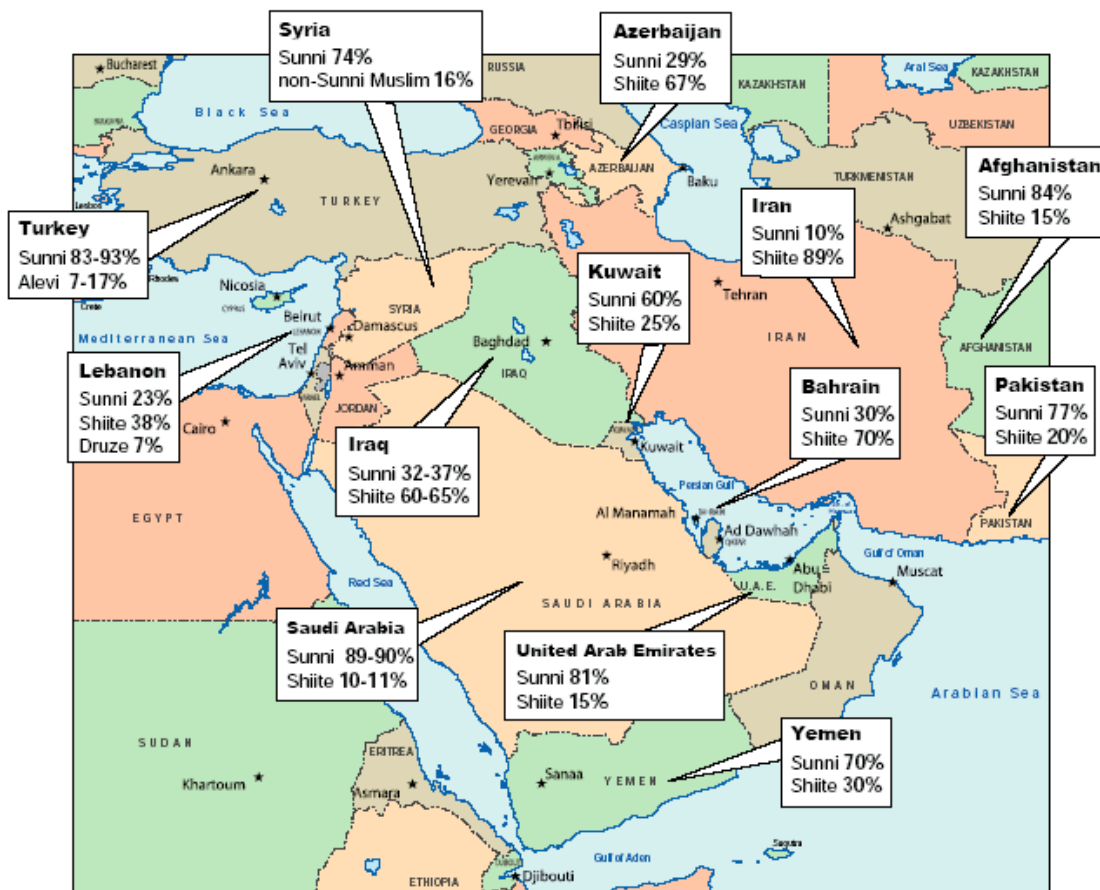 Syria
Sunni 74%
non-Sunni Muslim 16%
Azerbaijan
Sunni 29%
Shiite 67%
Afghanistan
Sunni 84%
Shiite 15%
Iran
Sunni 10%
Shiite 89%
Turkey
Sunni 83-93%
Alevi 7-17%
Kuwait
Sunni 60%
Shiite 25%
Lebanon
Sunni 23%
Shiite 38%
Druze 7%
Iraq
Sunni 32-37%
Shiite 60-65%
Bahrain
Sunni 30%
Shiite 70%
Pakistan
Sunni 77%
Shiite 20%
Saudi Arabia
Sunni 89-90%
Shiite 10-11%
United Arab Emirates
Sunni 81%
Shiite 15%
Yemen
Sunni 70%
Shiite 30%
Bucharest
RUSSIA
Aral Sea
KAZAKHSTAN
KAZAKHSTAN
Black Sea
GEORGIA
Tbilisi
Caspian Sea
UZBEKISTAN
Ankara
TURKEY
ARMENIA
Yerevan
AZERBAIJAN
Baku
TURKMENISTAN
Ashgabat
Rhodes
Crete
Nicosia
CYPRUS
Mediterranean Sea
Beirut
LEBANON
SYRIA
Damascus
Tel
Aviv
ISRAEL
Amman
JORDAN
Baghdad
IRAQ
Tehran
IRAN
AFGHANISTAN
PAKISTAN
Cairo
EGYPT
Kuwait
Persian Gulf
Al Manamah
Ad Dawhah
QATAR
Gulf of Oman
Abu
Dhabi
U.A.E.
Muscat
Riyadh
SAUDI ARABIA
Red Sea
OMAN
Arabian Sea
SUDAN
Khartoum
ERITREA
Asmara
Sanaa
YEMEN
Socotra
Gulf of Aden
Djibouti
ETHIOPIA